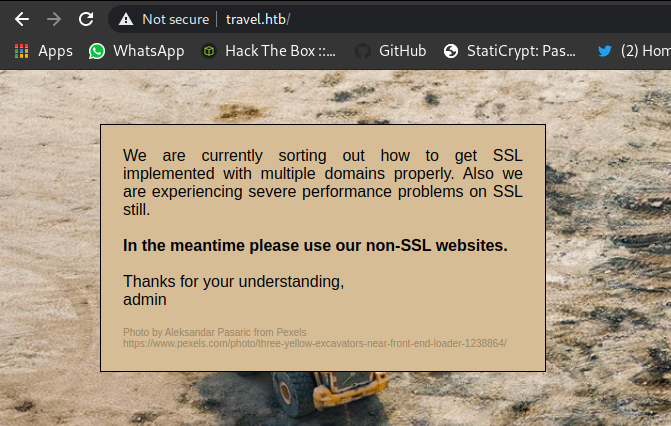 Not secure | travel.htb/
Apps WhatsApp Hack The Box ::... GitHub StatiCrypt: Pas... (2) Hom
We are currently sorting out how to get SSL
implemented with multiple domains properly. Also we
are experiencing severe performance problems on SSL
still.
In the meantime please use our non-SSL websites.
Thanks for your understanding,
admin
Photo by Aleksandar Pasaric from Pexels
https://www.pexels.com/photo/three-yellow-excavators-near-front-end-loader-1238864/